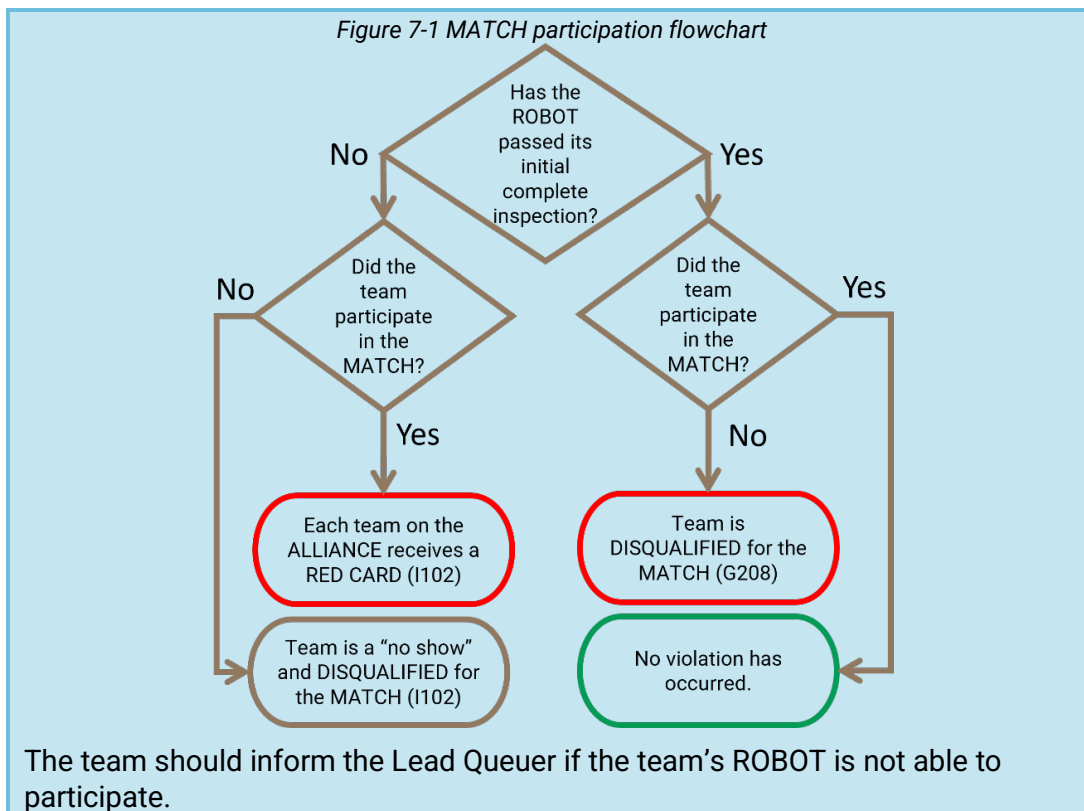 Figure 7-1 MATCH participation flowchart
Has the
ROBOT
passed its
initial
complete
inspection?
No
Yes
Did the
team
participate
in the
MATCH?
No
Yes
Did the
team
participate
in the
MATCH?
Yes
No
Each team on the
ALLIANCE receives a
RED CARD (I102)
Team is
DISQUALIFIED for the
MATCH (G208)
Team is a “no show”
and DISQUALIFIED for
the MATCH (I102)
No violation has
occurred.
The team should inform the Lead Queuer if the team’s ROBOT is not able to
participate.